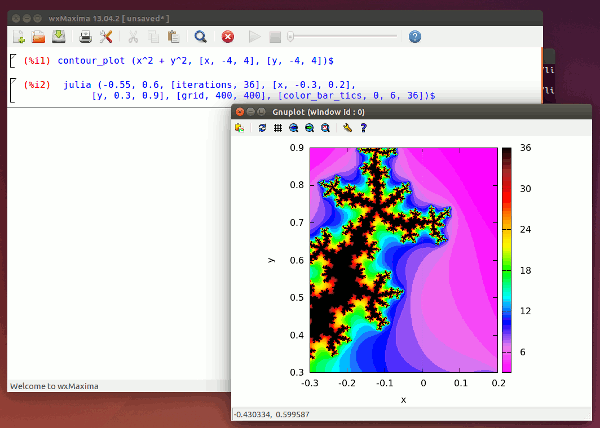 wxMaxima 13.04.2 [ unsaved* ]
(%i1) contour_plot (x^2 + y^2, [x, -4, 4], [y, -4, 4])$
(%i2) julia (-0.55, 0.6, [iterations, 36], [x, -0.3, 0.2],
[y, 0.3, 0.9], [grid, 400, 400], [color_bar_tics, 0, 6, 36])$
Gnuplot (window id : 0)
0.9
0.8
0.7
0.6
0.5
0.4
0.3
y
-0.3 -0.2 -0.1 0 0.1 0.2
x
36
30
24
18
12
6
Welcome to wxMaxima
-0.430334, 0.599587